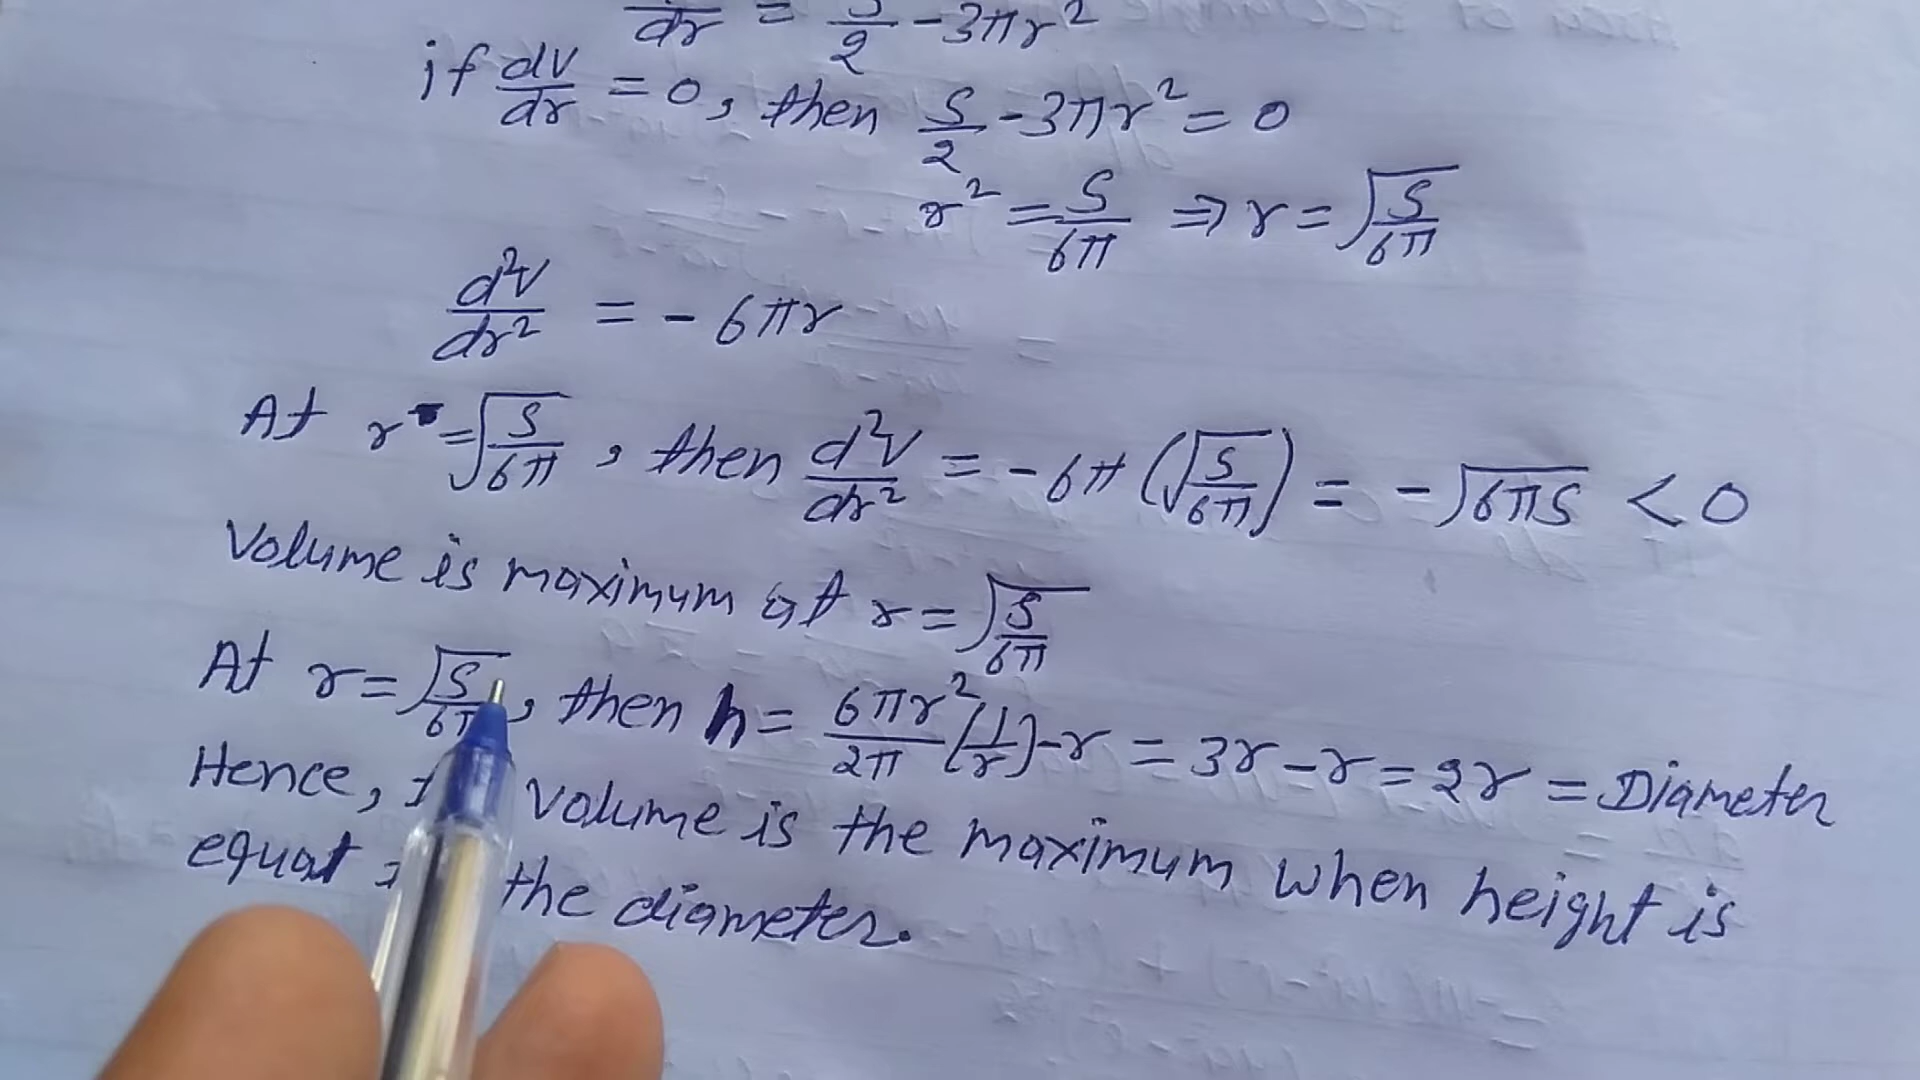 dr = S/2 - 3πr²
if dV/dr = 0, then S/2 - 3πr² = 0
r² = S/6π ⇒ r = √(S/6π)
d²V/dr² = - 6πr
At r = √(S/6π), then d²V/dr² = -6π(√(S/6π)) = -√(6πS) < 0
Volume is maximum at r = √(S/6π)
At r = √(S/6π), then h = 6πr²/2π (1/r) - r = 3r - r = 2r = Diameter
Hence, volume is the maximum when height is
equal the diameter.